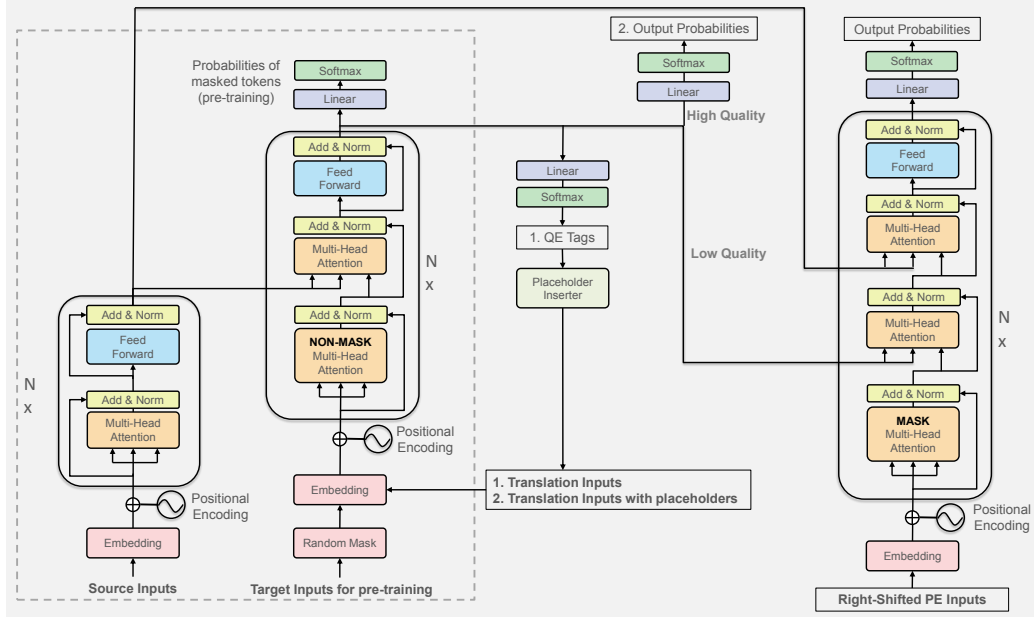 2. Output Probabilities
Output Probabilities
Probabilities of
masked tokens
(pre-training)
Softmax
Linear
Softmax
Linear
Softmax
Linear
High Quality
Add & Norm
Feed
Forward
Add & Norm
Multi-Head
Attention
N
x
Add & Norm
NON-MASK
Multi-Head
Attention
Linear
Softmax
1. QE Tags
Placeholder
Inserter
Low Quality
Add & Norm
Feed
Forward
Add & Norm
Multi-Head
Attention
Add & Norm
Multi-Head
Attention
N
x
Add & Norm
MASK
Multi-Head
Attention
Add & Norm
Feed
Forward
N
x
Add & Norm
Multi-Head
Attention
Positional
Encoding
Positional
Encoding
Positional
Encoding
Embedding
Embedding
Random Mask
1. Translation Inputs
2. Translation Inputs with placeholders
Embedding
Source Inputs
Target Inputs for pre-training
Right-Shifted PE Inputs